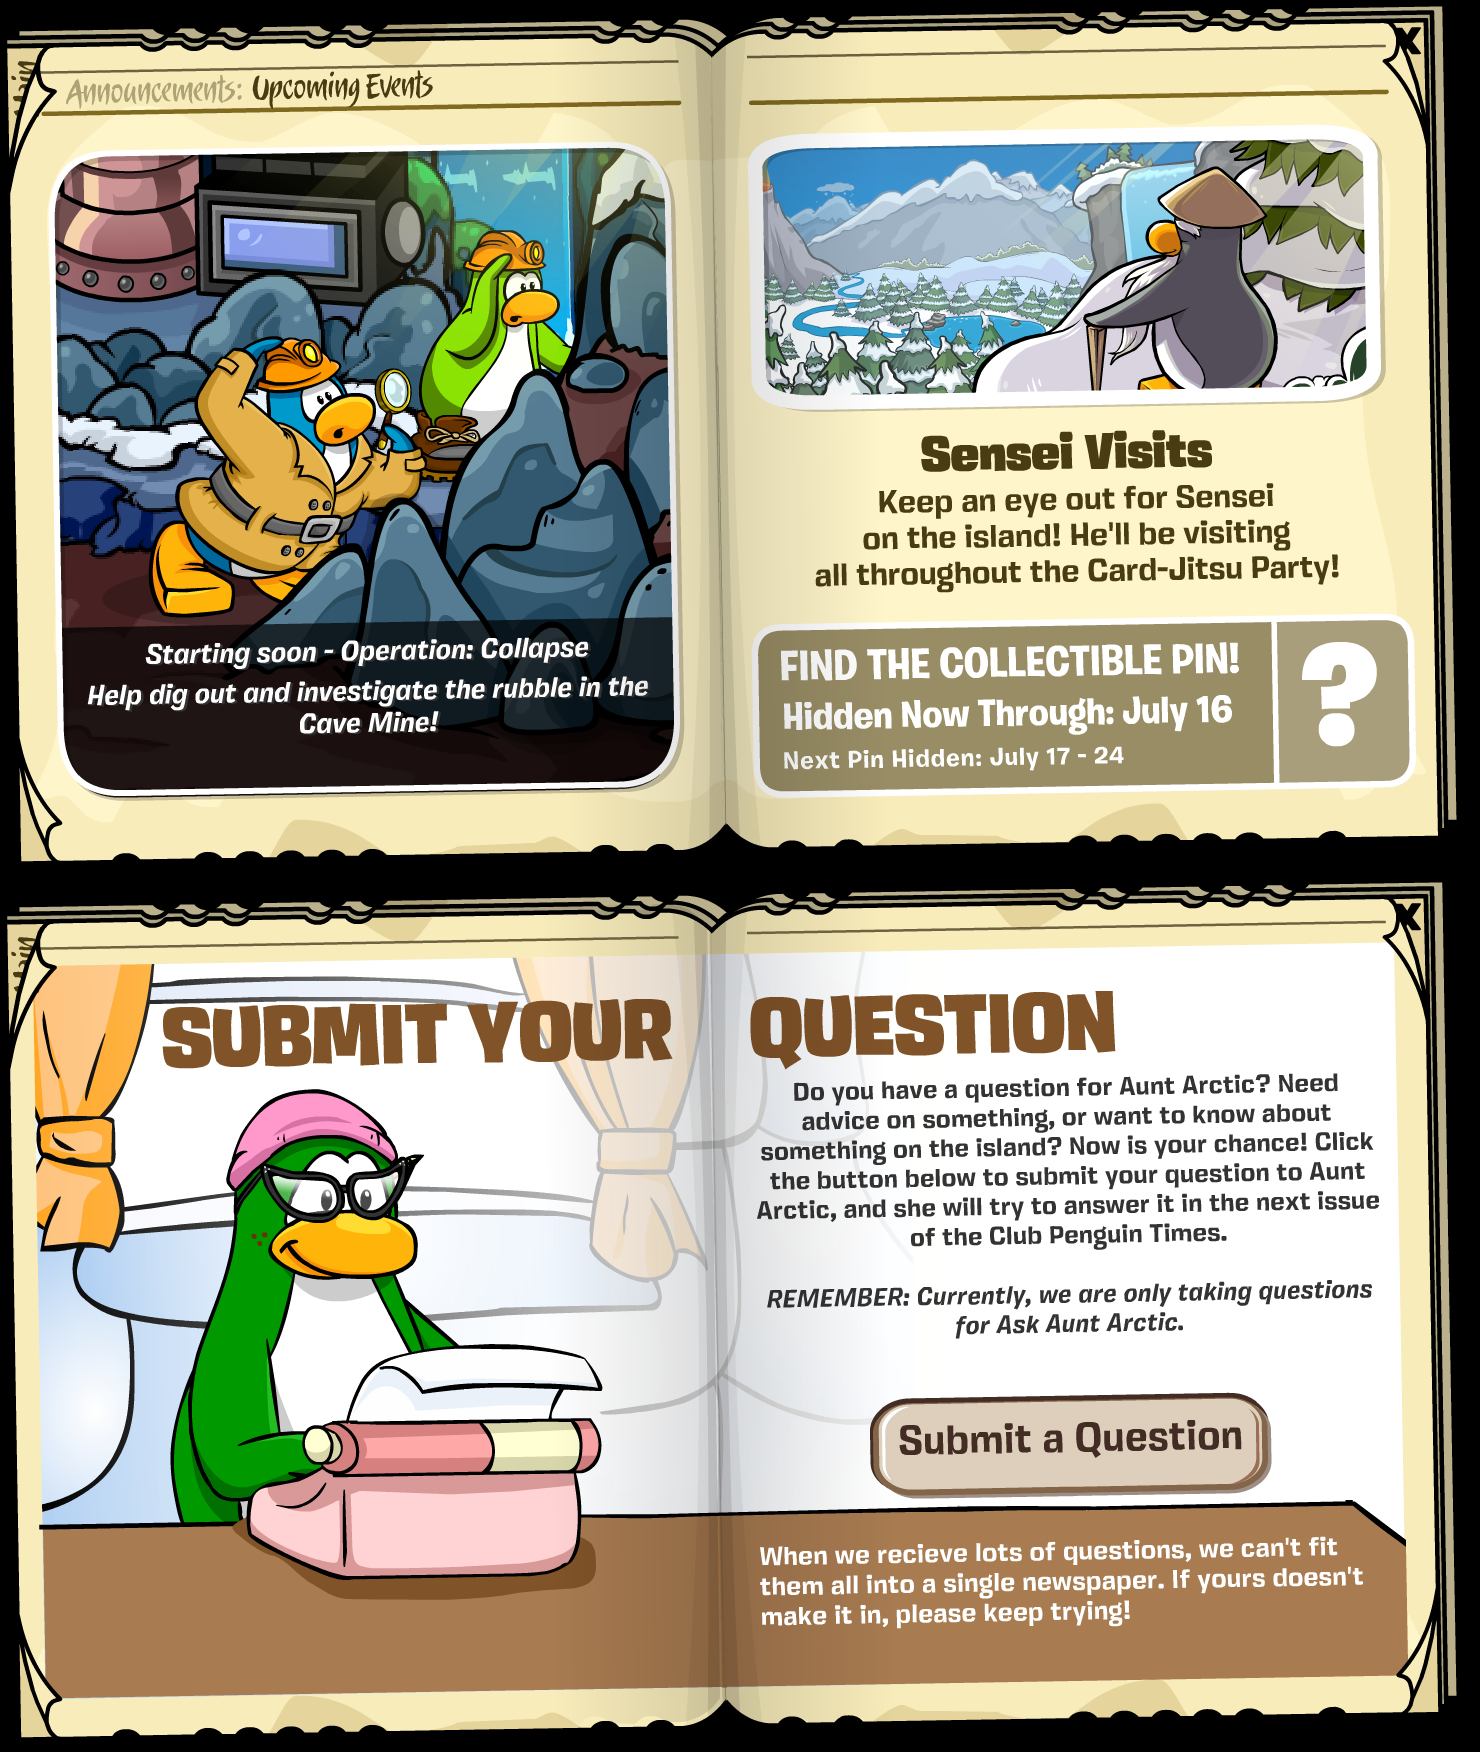 Main
X
Announcements: Upcoming Events
Starting soon - Operation: Collapse
Help dig out and investigate the rubble in the
Cave Mine!
Sensei Visits
Keep an eye out for Sensei
on the island! He'll be visiting
all throughout the Card-Jitsu Party!
FIND THE COLLECTIBLE PIN!
Hidden Now Through: July 16
Next Pin Hidden: July 17 - 24
?
Main
X
SUBMIT YOUR QUESTION
Do you have a question for Aunt Arctic? Need
advice on something, or want to know about
something on the island? Now is your chance! Click
the button below to submit your question to Aunt
Arctic, and she will try to answer it in the next issue
of the Club Penguin Times.
REMEMBER: Currently, we are only taking questions
for Ask Aunt Arctic.
Submit a Question
When we recieve lots of questions, we can't fit
them all into a single newspaper. If yours doesn't
make it in, please keep trying!